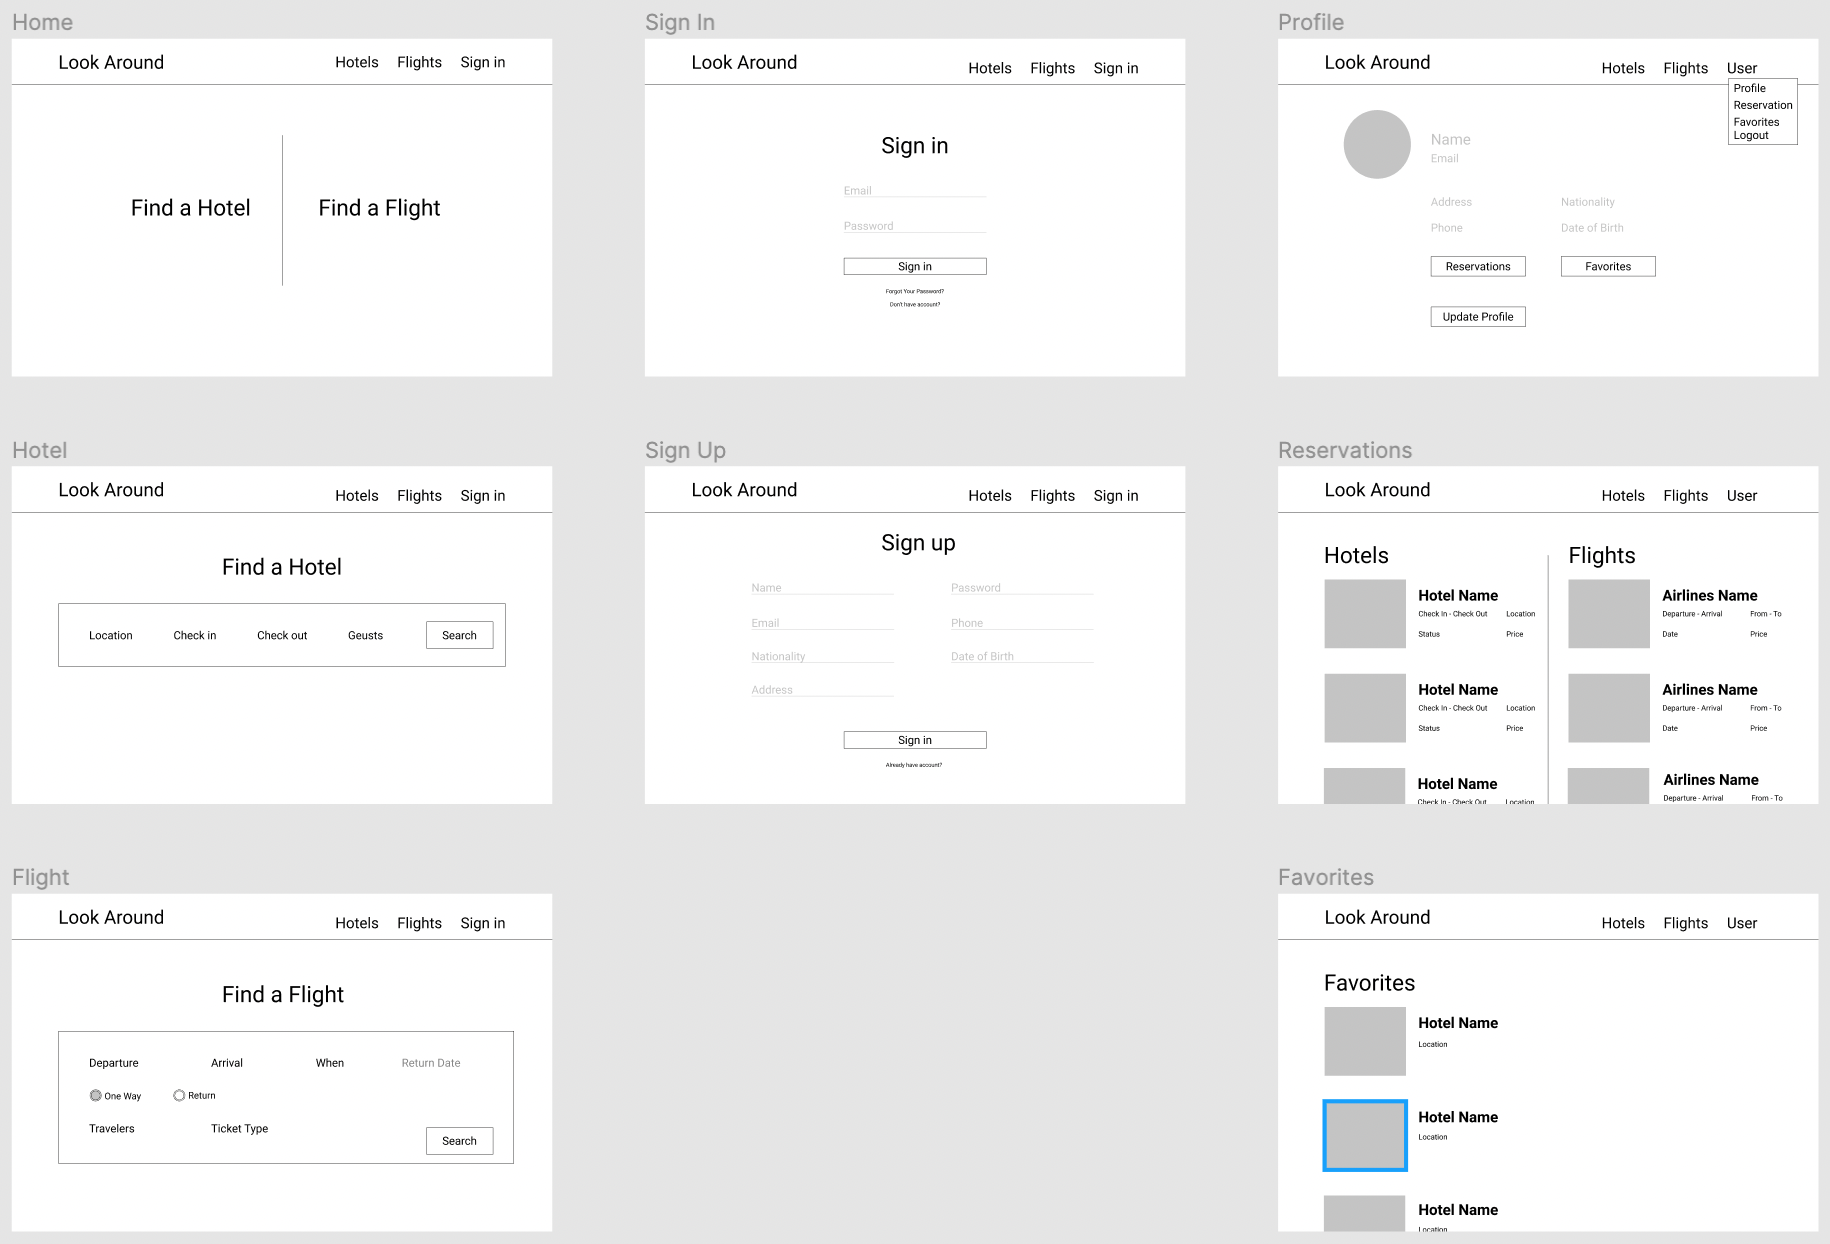 Home
Look Around
Hotels Flights Sign in
Find a Hotel
Find a Flight
Sign In
Look Around
Hotels Flights Sign in
Sign in
Email
Password
Sign in
Forgot Your Password?
Don't have account?
Profile
Look Around
Hotels Flights User
Profile
Reservation
Favorites
Logout
Name
Email
Address Nationality
Phone Date of Birth
Reservations Favorites
Update Profile
Hotel
Look Around
Hotels Flights Sign in
Find a Hotel
Location Check in Check out Geusts Search
Sign Up
Look Around
Hotels Flights Sign in
Sign up
Name Password
Email Phone
Nationality Date of Birth
Address
Sign in
Already have account?
Reservations
Look Around
Hotels Flights User
Hotels
Hotel Name
Check In - Check Out Location
Status Price
Hotel Name
Check In - Check Out Location
Status Price
Hotel Name
Check In - Check Out Location
Flights
Airlines Name
Departure - Arrival From - To
Date Price
Airlines Name
Departure - Arrival From - To
Date Price
Airlines Name
Departure - Arrival From - To
Flight
Look Around
Hotels Flights Sign in
Find a Flight
Departure Arrival When Return Date
One Way Return
Travelers Ticket Type
Search
Favorites
Look Around
Hotels Flights User
Favorites
Hotel Name
Location
Hotel Name
Location
Hotel Name
Location